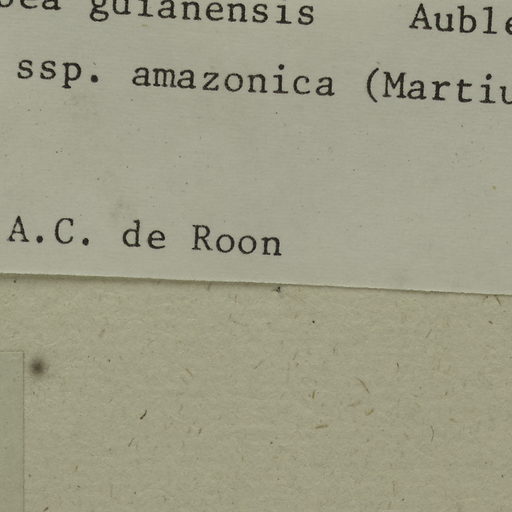 guianensis Auble
ssp. amazonica (Martiu
A.C. de Roon